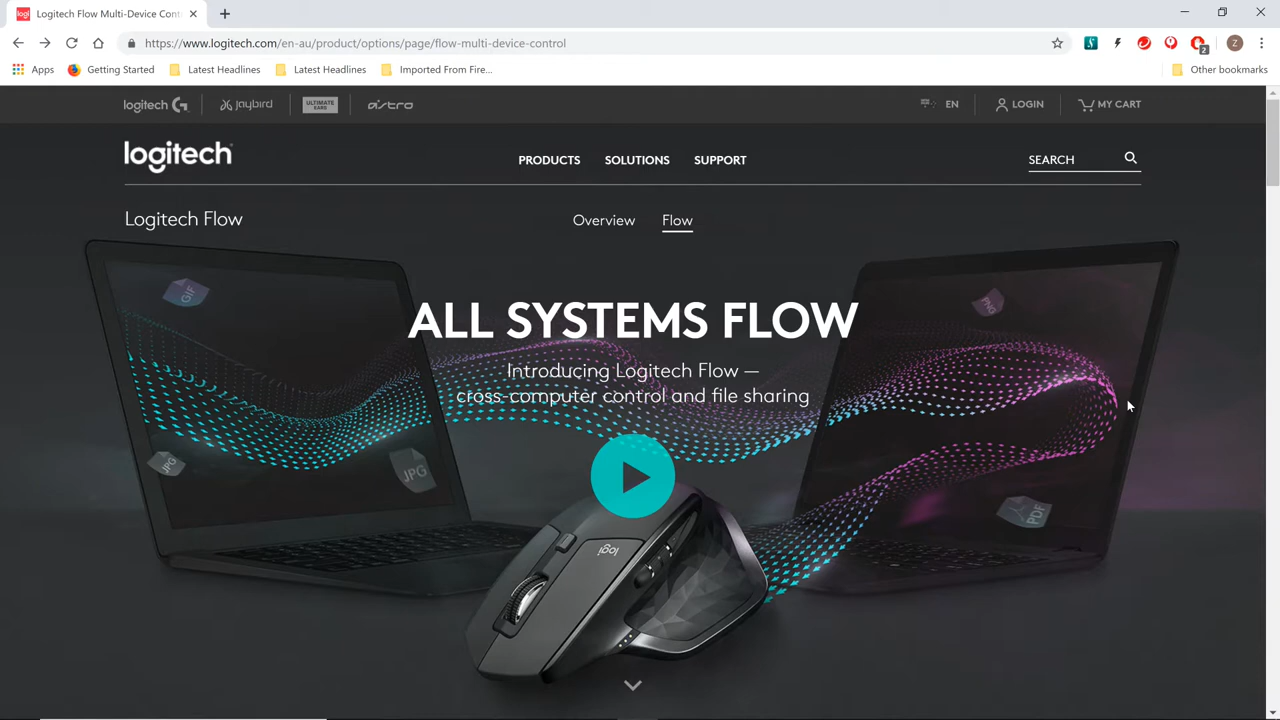 Logitech Flow Multi-Device Cont
https://www.logitech.com/en-au/product/options/page/flow-multi-device-control
2
Z
Apps
Getting Started
Latest Headlines
Latest Headlines
Imported From Fire...
Other bookmarks
logitech G
Jaybird
ULTIMATE EARS
ASTRO
EN
LOGIN
MY CART
logitech
PRODUCTS
SOLUTIONS
SUPPORT
SEARCH
Logitech Flow
Overview
Flow
GIF
PNG
ALL SYSTEMS FLOW
Introducing Logitech Flow —
cross-computer control and file sharing
JPG
JPG
PDF
logi